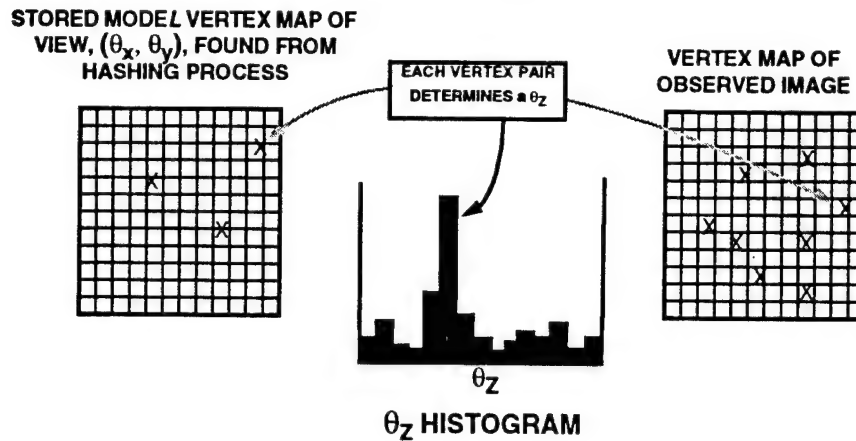 STORED MODEL VERTEX MAP OF
VIEW, (θx, θy), FOUND FROM
HASHING PROCESS
EACH VERTEX PAIR
DETERMINES a θz
VERTEX MAP OF
OBSERVED IMAGE
θz
θz HISTOGRAM